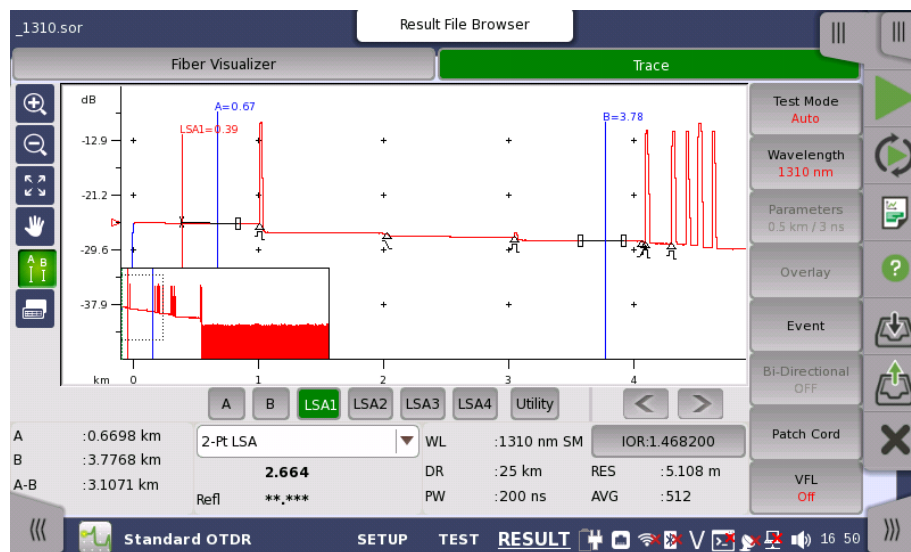 _1310.sor
Result File Browser
Fiber Visualizer
Trace
dB
A=0.67
LSA1=0.39
B=3.78
-12.9
-21.2
-29.6
-37.9
km 0 1 2 3 4
Test Mode
Auto
Wavelength
1310 nm
Parameters
0.5 km / 3 ns
Overlay
Event
Bi-Directional
OFF
Patch Cord
VFL
Off
A B
A B LSA1 LSA2 LSA3 LSA4 Utility < >
A :0.6698 km
B :3.7768 km
A-B :3.1071 km
2-Pt LSA
2.664
Refl **.***
WL :1310 nm SM IOR:1.468200
DR :25 km RES :5.108 m
PW :200 ns AVG :512
Standard OTDR SETUP TEST RESULT V 16 50